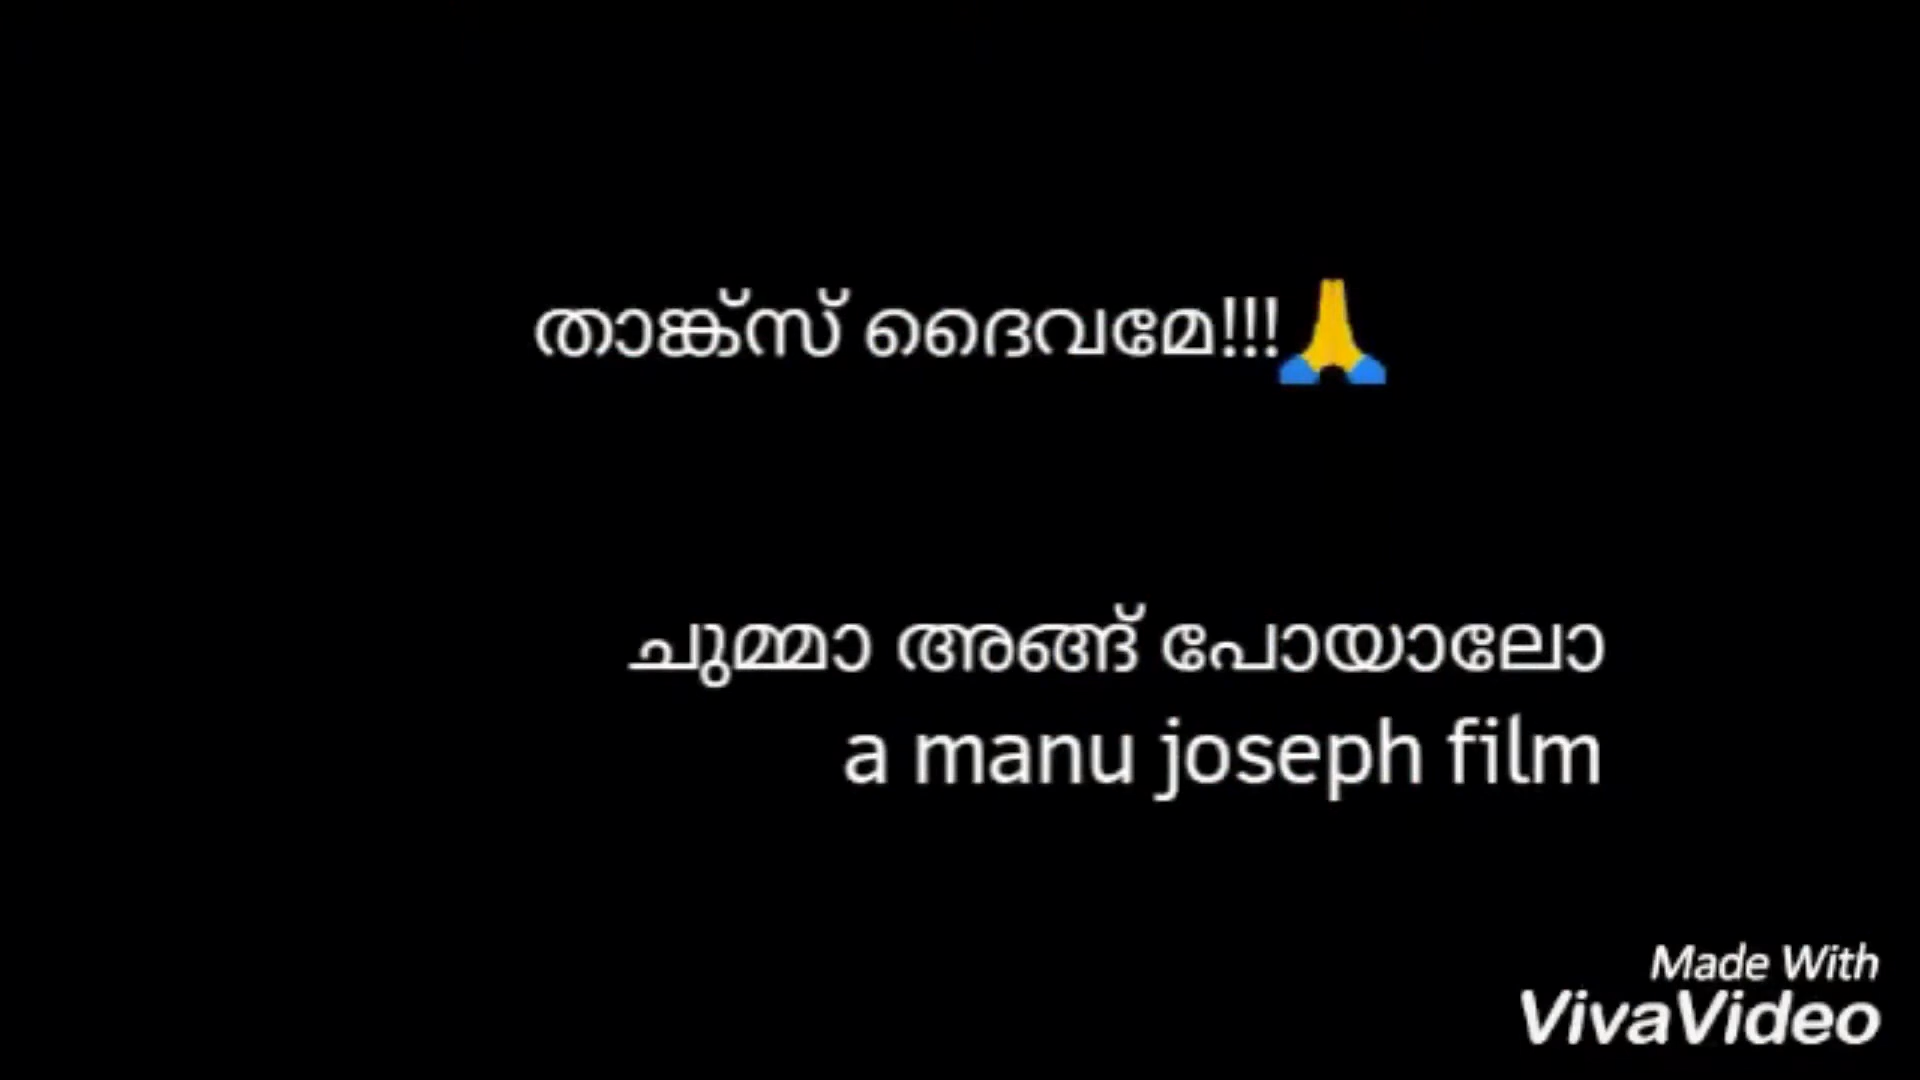 താങ്ക്സ് ദൈവമേ!!!🙏
ചുമ്മാ അങ്ങ് പോയാലോ
a manu joseph film
Made With
VivaVideo